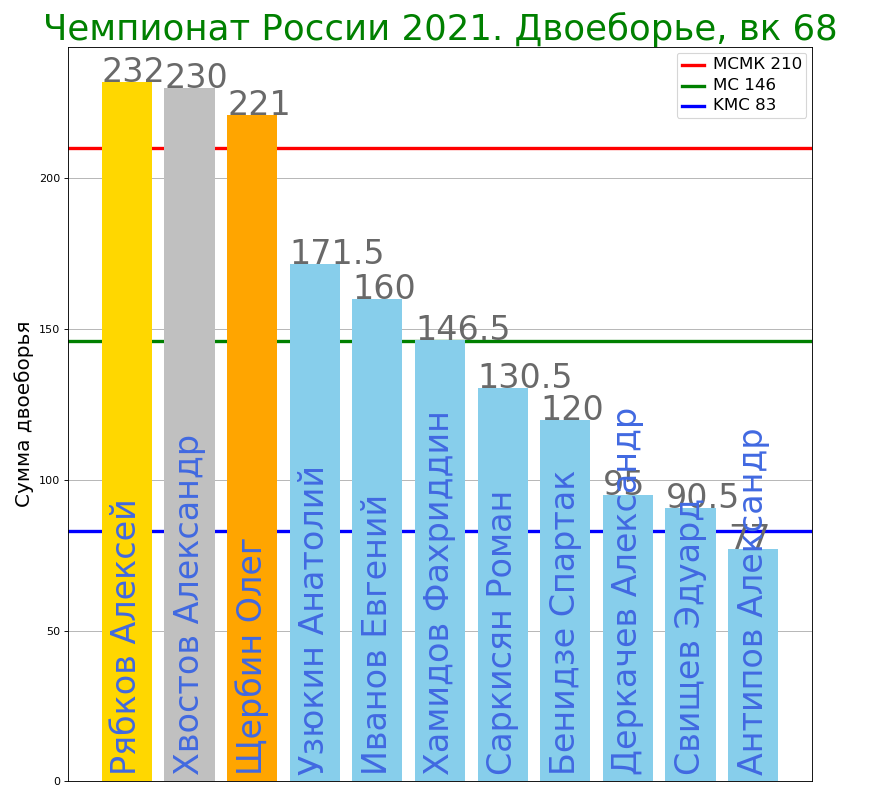 Чемпионат России 2021. Двоеборье, вк 68
МСМК 210
МС 146
КМС 83
Сумма двоеборья
200
150
100
50
0
232
230
221
171.5
160
146.5
130.5
120
95
90.5
77
Рябков Алексей
Хвостов Александр
Щербин Олег
Узюкин Анатолий
Иванов Евгений
Хамидов Фахриддин
Саркисян Роман
Бенидзе Спартак
Деркачев Александр
Свищев Эдуард
Антипов Александр